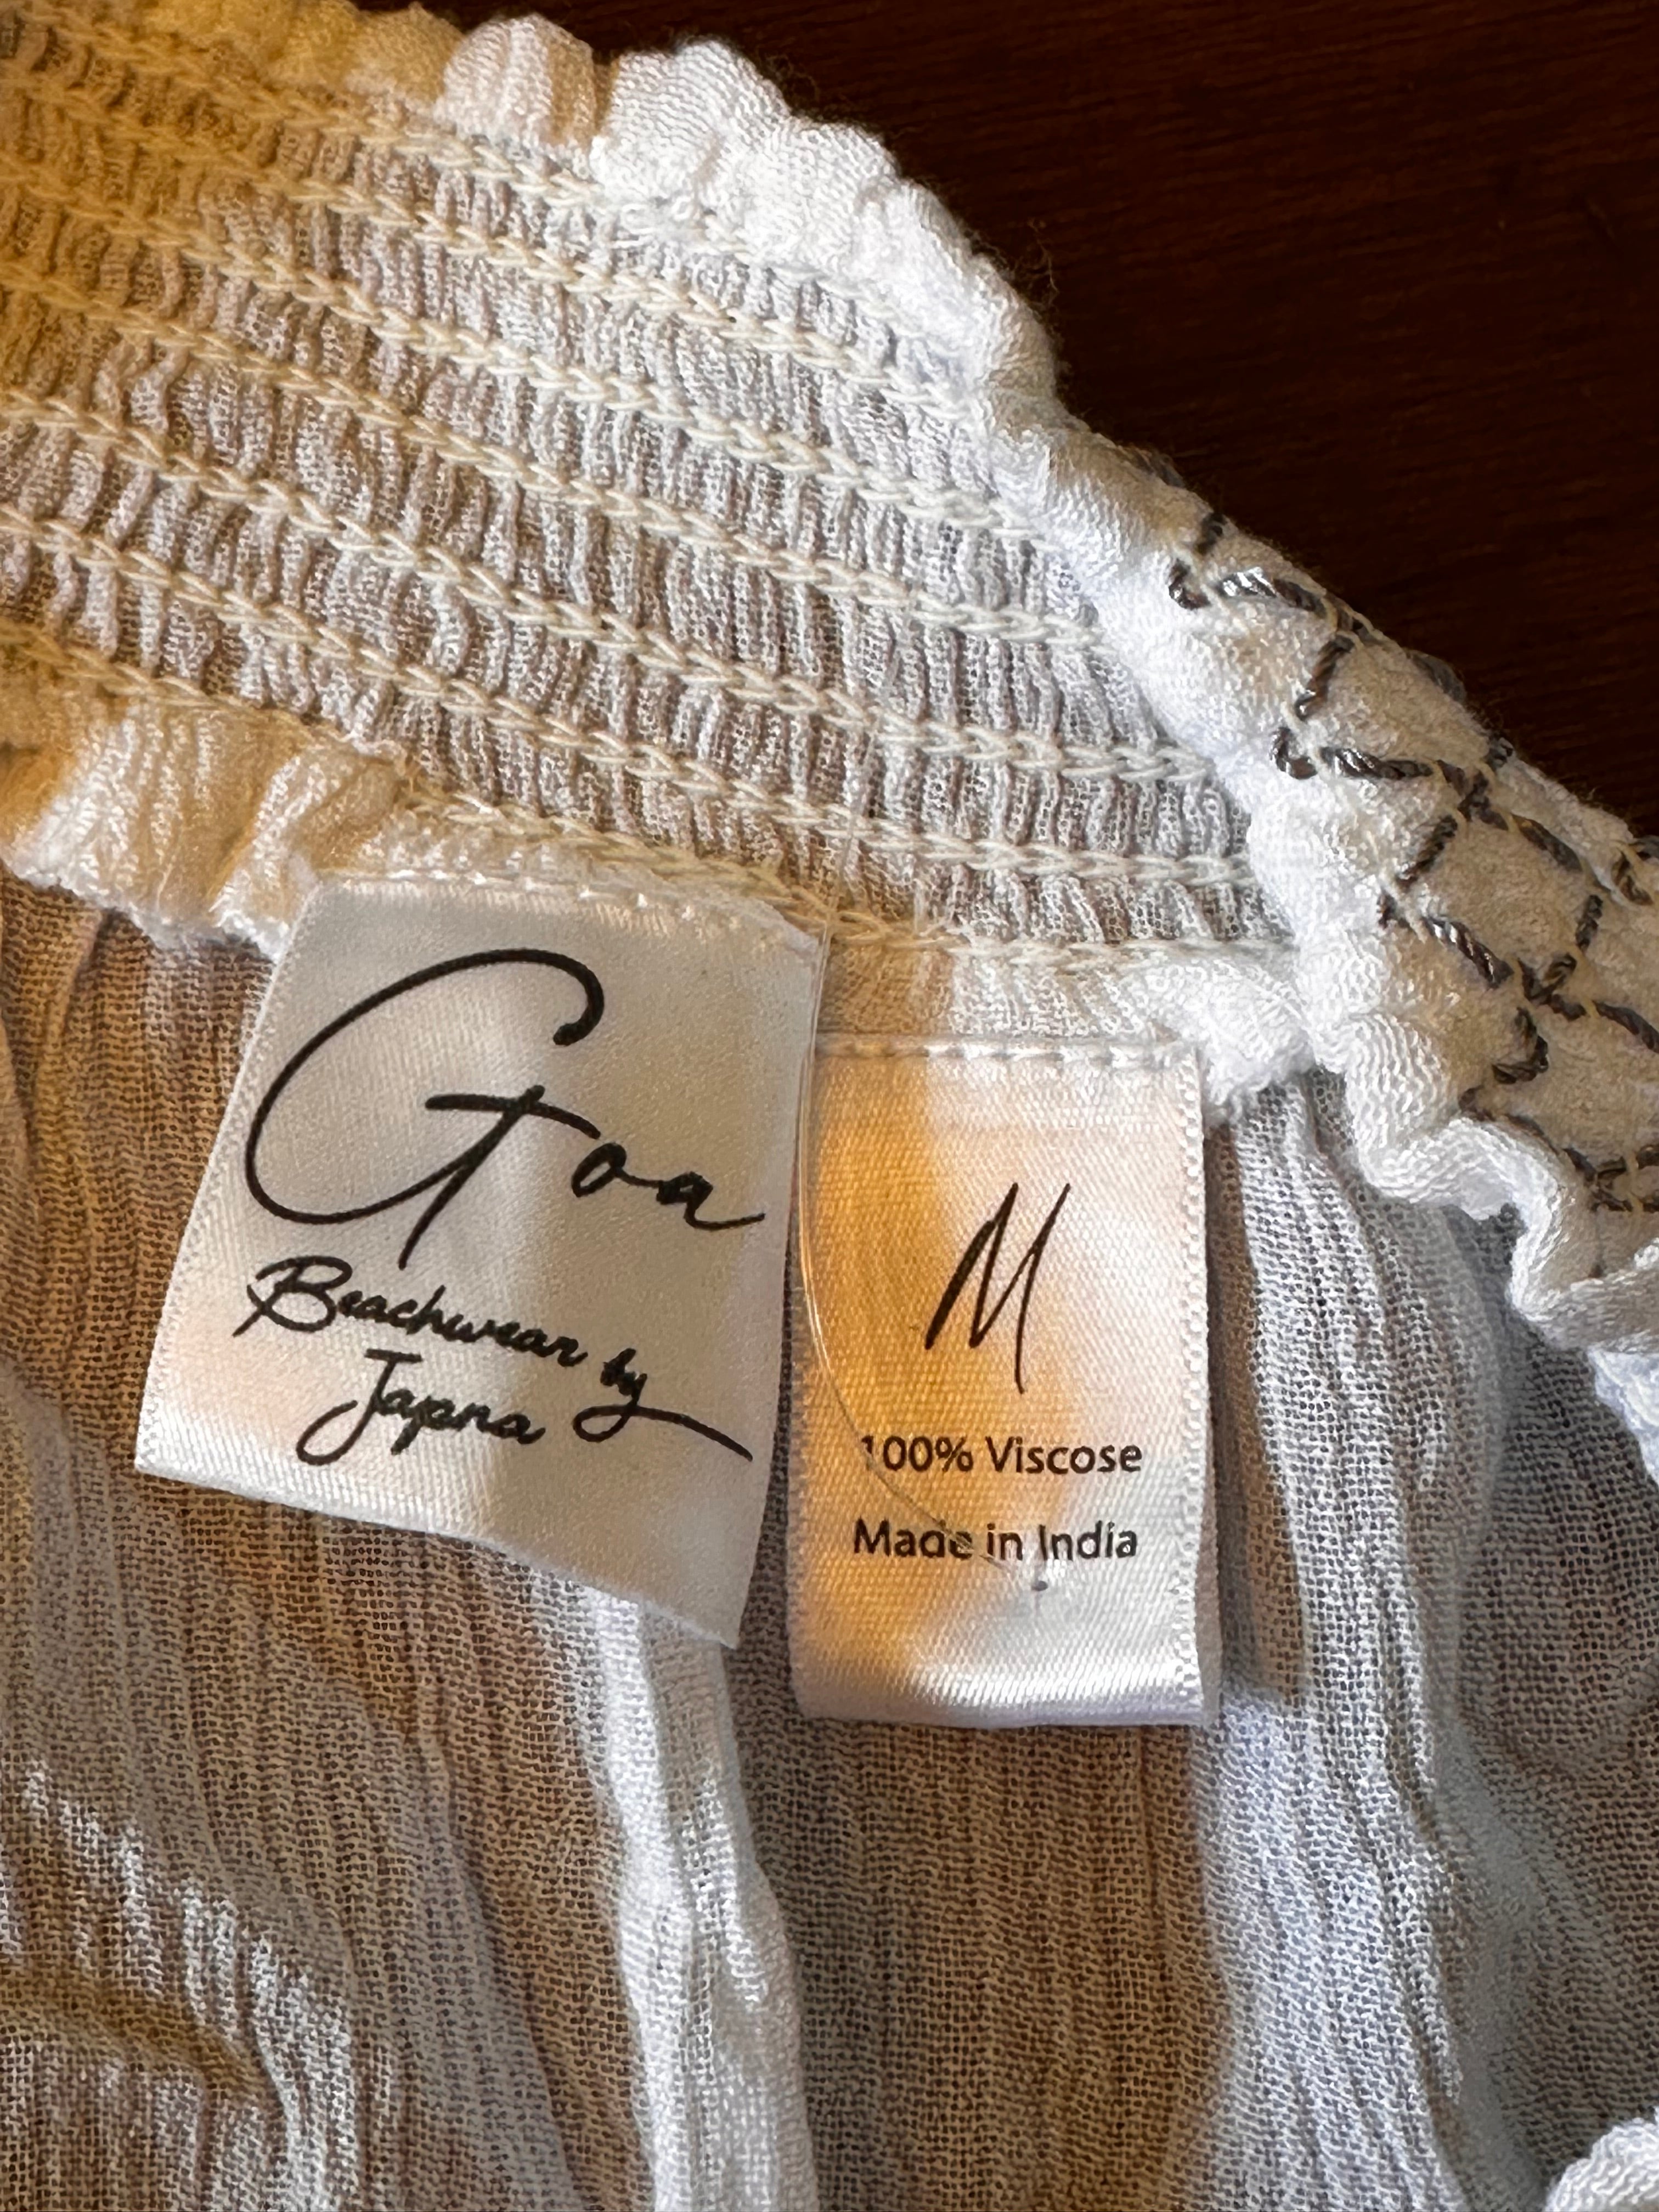 Goa
Beachwear by
Japna
M
100% Viscose
Made in India